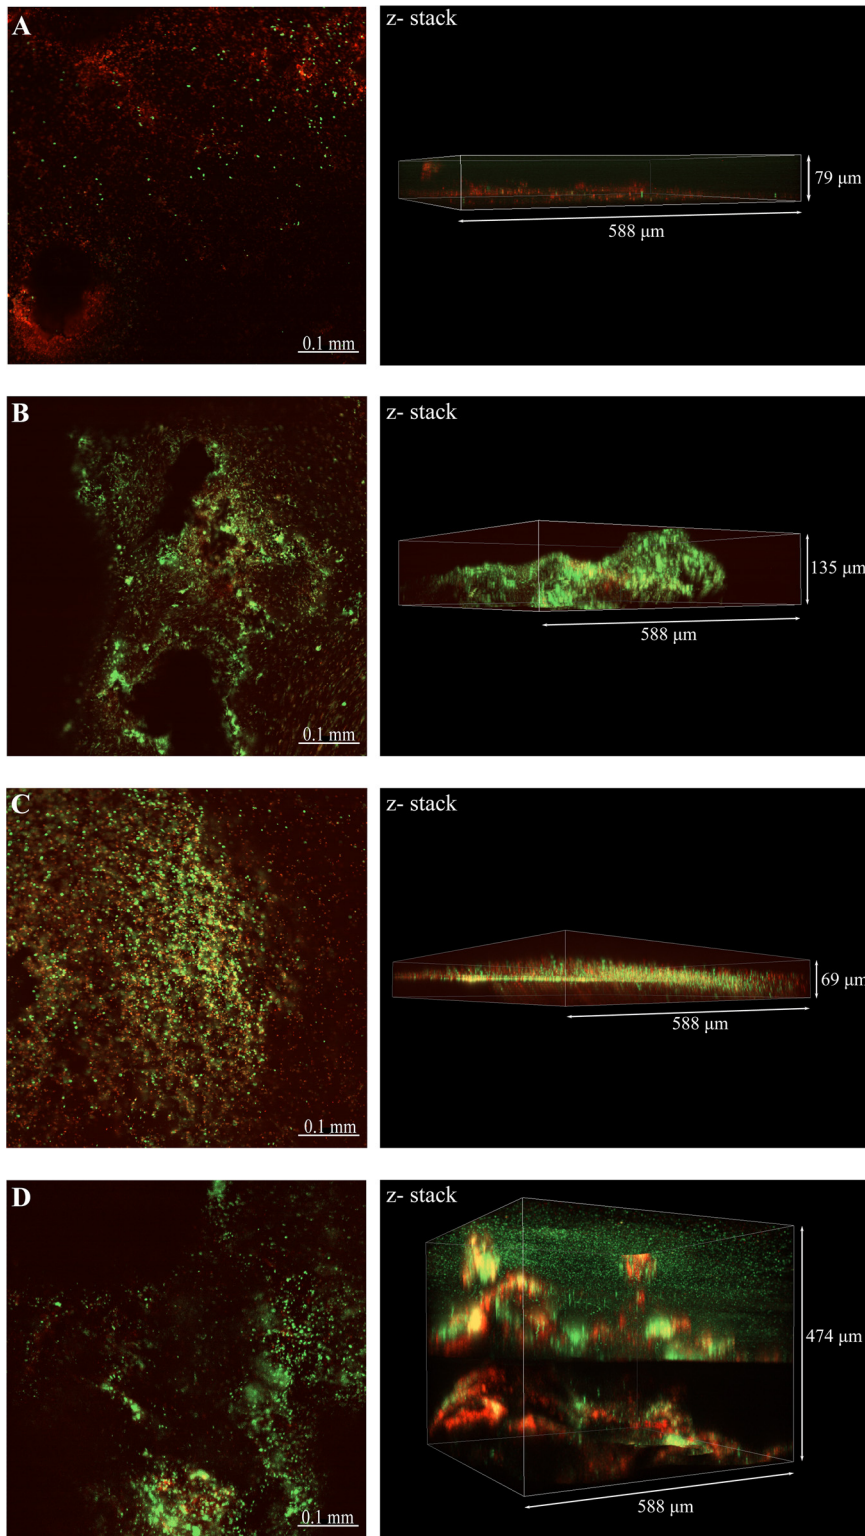 A
z- stack
79 μm
588 μm
0.1 mm
B
z- stack
135 μm
588 μm
0.1 mm
C
z- stack
69 μm
588 μm
0.1 mm
D
z- stack
474 μm
588 μm
0.1 mm